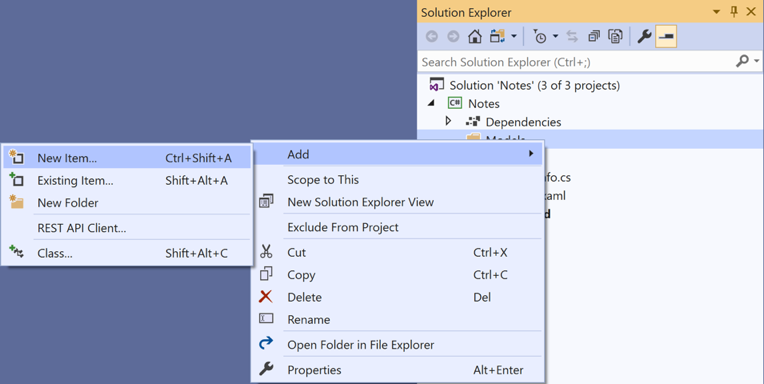 Solution Explorer
Search Solution Explorer (Ctrl+;)
Solution 'Notes' (3 of 3 projects)
C# Notes
Dependencies
Models
nfo.cs
xaml
d
Add
Scope to This
New Solution Explorer View
Exclude From Project
Cut Ctrl+X
Copy Ctrl+C
Delete Del
Rename
Open Folder in File Explorer
Properties Alt+Enter
New Item... Ctrl+Shift+A
Existing Item... Shift+Alt+A
New Folder
REST API Client...
Class... Shift+Alt+C